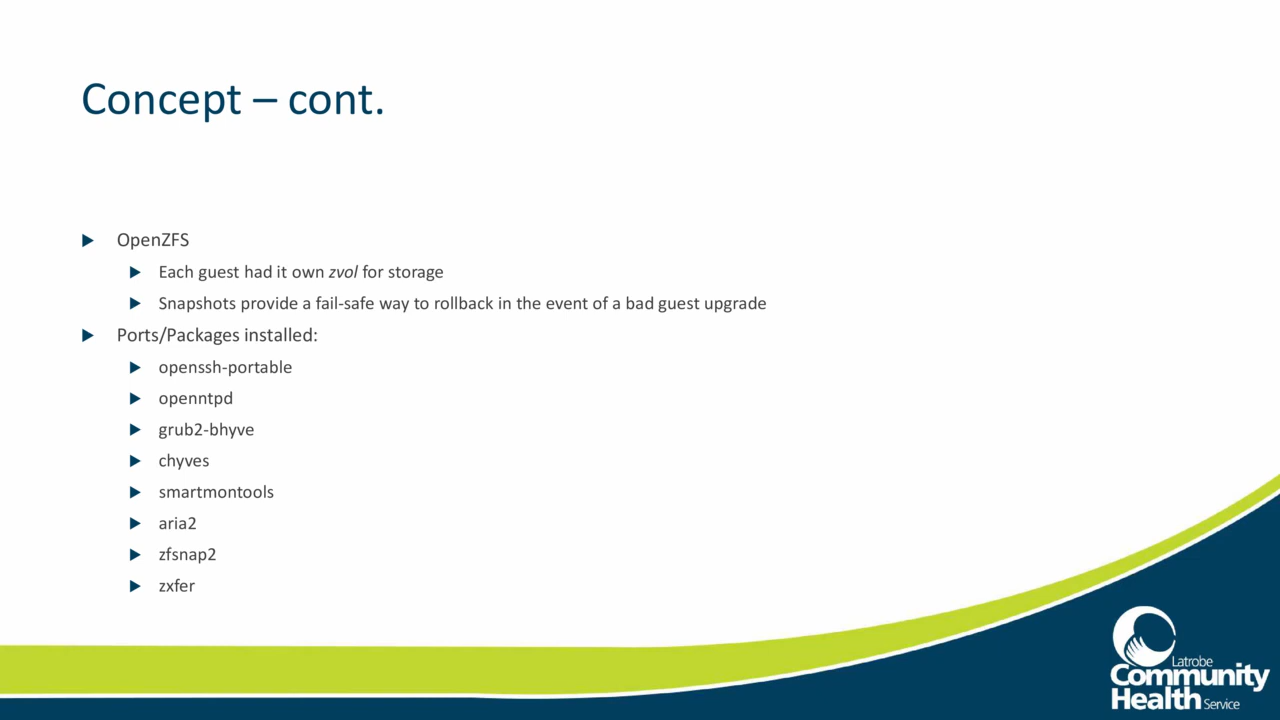 Concept – cont.
OpenZFS
Each guest had it own zvol for storage
Snapshots provide a fail-safe way to rollback in the event of a bad guest upgrade
Ports/Packages installed:
openssh-portable
openntpd
grub2-bhyve
chyves
smartmontools
aria2
zfsnap2
zxfer
Latrobe
Community
Health Service